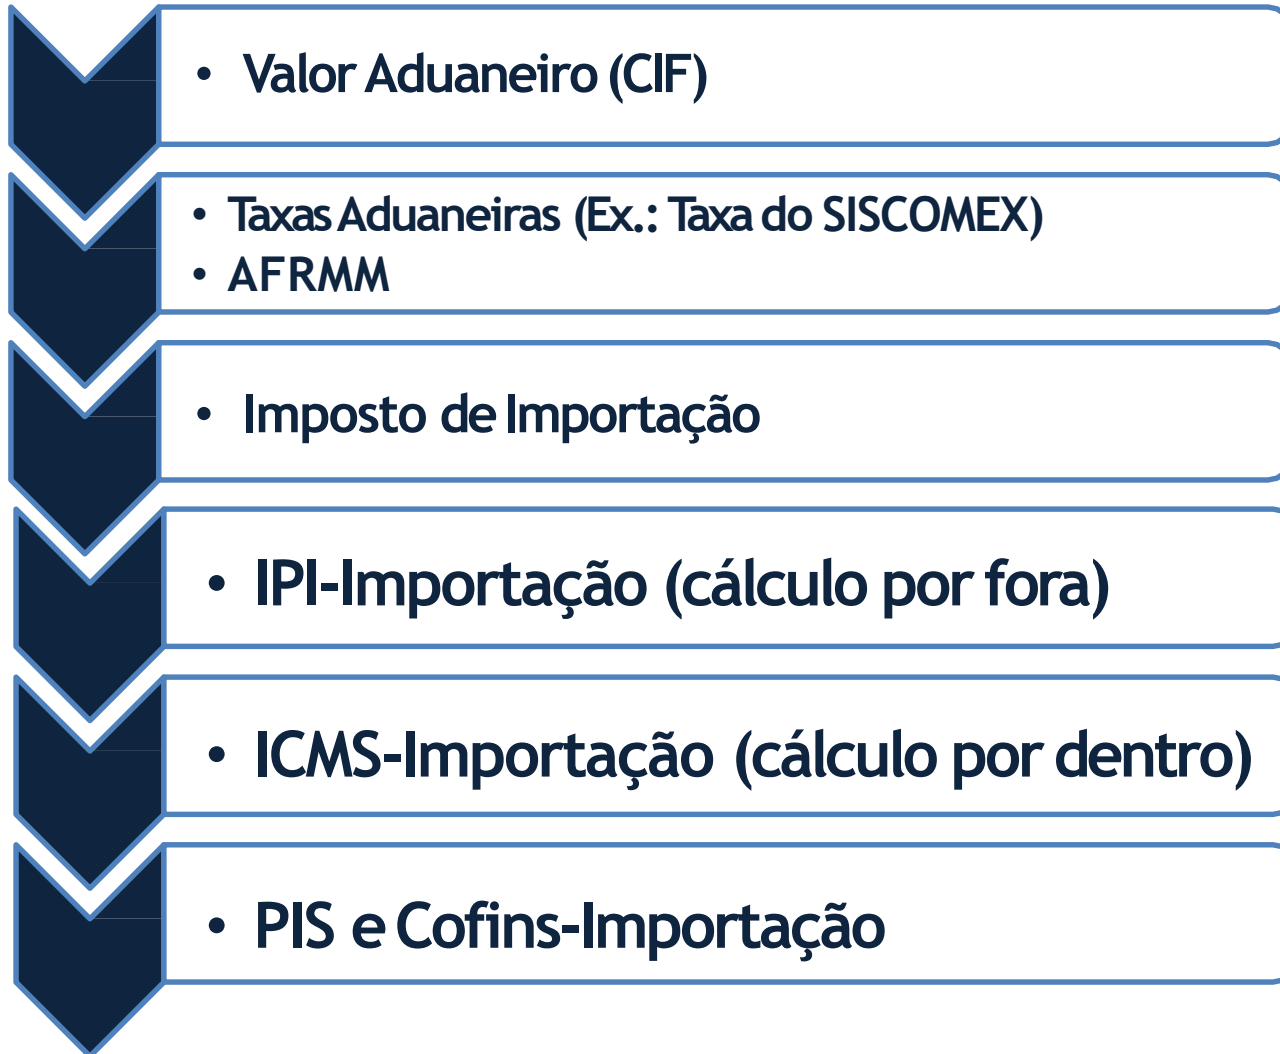 • Valor Aduaneiro (CIF)
• Taxas Aduaneiras (Ex.: Taxa do SISCOMEX)
• AFRMM
• Imposto de Importação
• IPI-Importação (cálculo por fora)
• ICMS-Importação (cálculo por dentro)
• PIS e Cofins-Importação